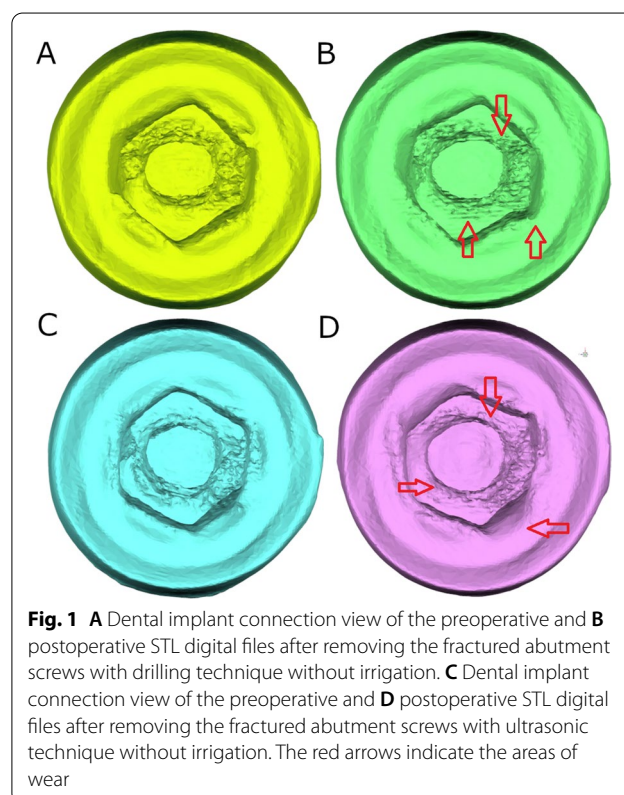 A
B
C
D
Fig. 1 A Dental implant connection view of the preoperative and B
postoperative STL digital files after removing the fractured abutment
screws with drilling technique without irrigation. C Dental implant
connection view of the preoperative and D postoperative STL digital
files after removing the fractured abutment screws with ultrasonic
technique without irrigation. The red arrows indicate the areas of
wear